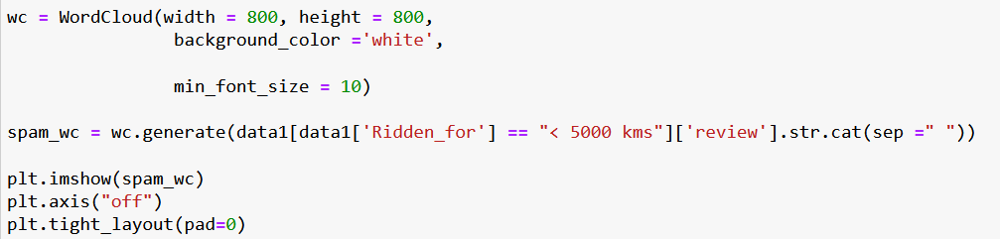 wc = WordCloud(width = 800, height = 800,
background_color ='white',
min_font_size = 10)
spam_wc = wc.generate(data1[data1['Ridden_for'] == "< 5000 kms"]['review'].str.cat(sep =" "))
plt.imshow(spam_wc)
plt.axis("off")
plt.tight_layout(pad=0)